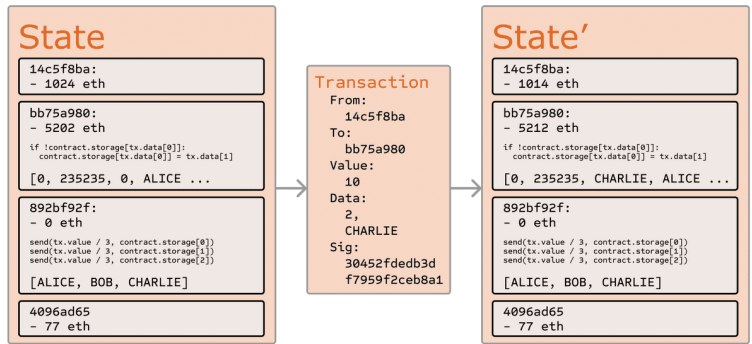 State
14c5f8ba:
- 1024 eth
bb75a980:
- 5202 eth
if !contract.storage[tx.data[0]]:
contract.storage[tx.data[0]] = tx.data[1]
[0, 235235, 0, ALICE ...
892bf92f:
- 0 eth
send(tx.value / 3, contract.storage[0])
send(tx.value / 3, contract.storage[1])
send(tx.value / 3, contract.storage[2])
[ALICE, BOB, CHARLIE]
4096ad65
- 77 eth
Transaction
From:
14c5f8ba
To:
bb75a980
Value:
10
Data:
2,
CHARLIE
Sig:
30452fdedb3d
f7959f2ceb8a1
State’
14c5f8ba:
- 1014 eth
bb75a980:
- 5212 eth
if !contract.storage[tx.data[0]]:
contract.storage[tx.data[0]] = tx.data[1]
[0, 235235, CHARLIE, ALICE ...
892bf92f:
- 0 eth
send(tx.value / 3, contract.storage[0])
send(tx.value / 3, contract.storage[1])
send(tx.value / 3, contract.storage[2])
[ALICE, BOB, CHARLIE]
4096ad65
- 77 eth